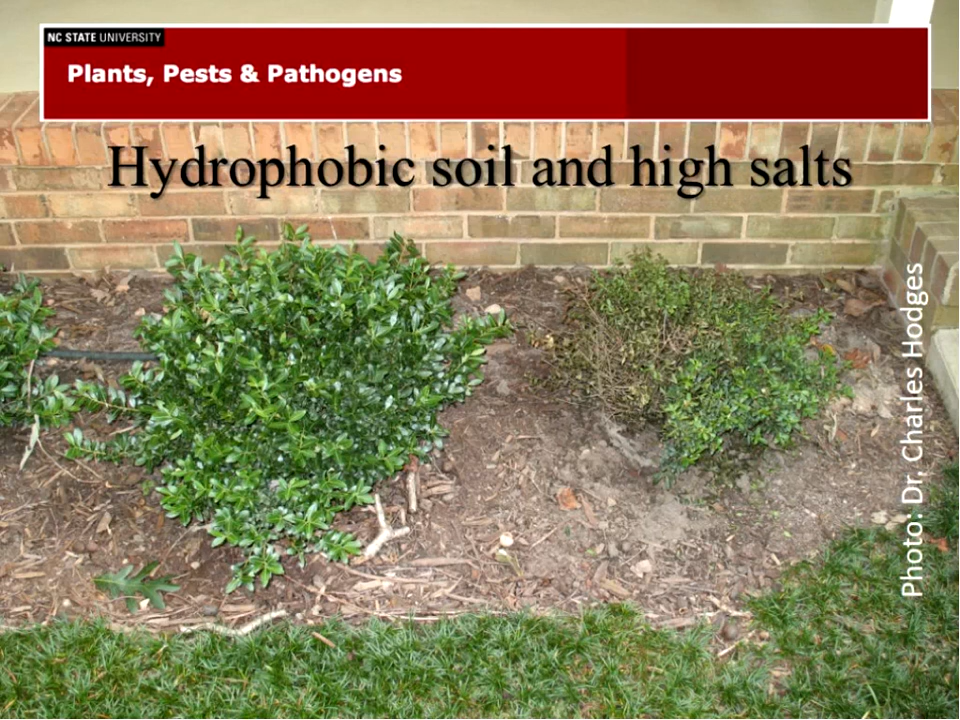 NC STATE UNIVERSITY
Plants, Pests & Pathogens
Hydrophobic soil and high salts
Photo: Dr, Charles Hodges